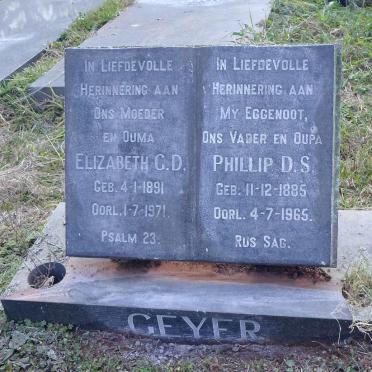 In Liefdevolle
Herinnering aan
Ons Moeder
en Ouma
Elizabeth G.D.
Geb. 4-1-1891
Oorl. 1-7-1971.
Psalm 23.
In Liefdevolle
Herinnering aan
My Eggenoot,
Ons Vader en Oupa
Phillip D.S.
Geb. 11-12-1885
Oorl. 4-7-1965.
Rus Sag.
GEYER